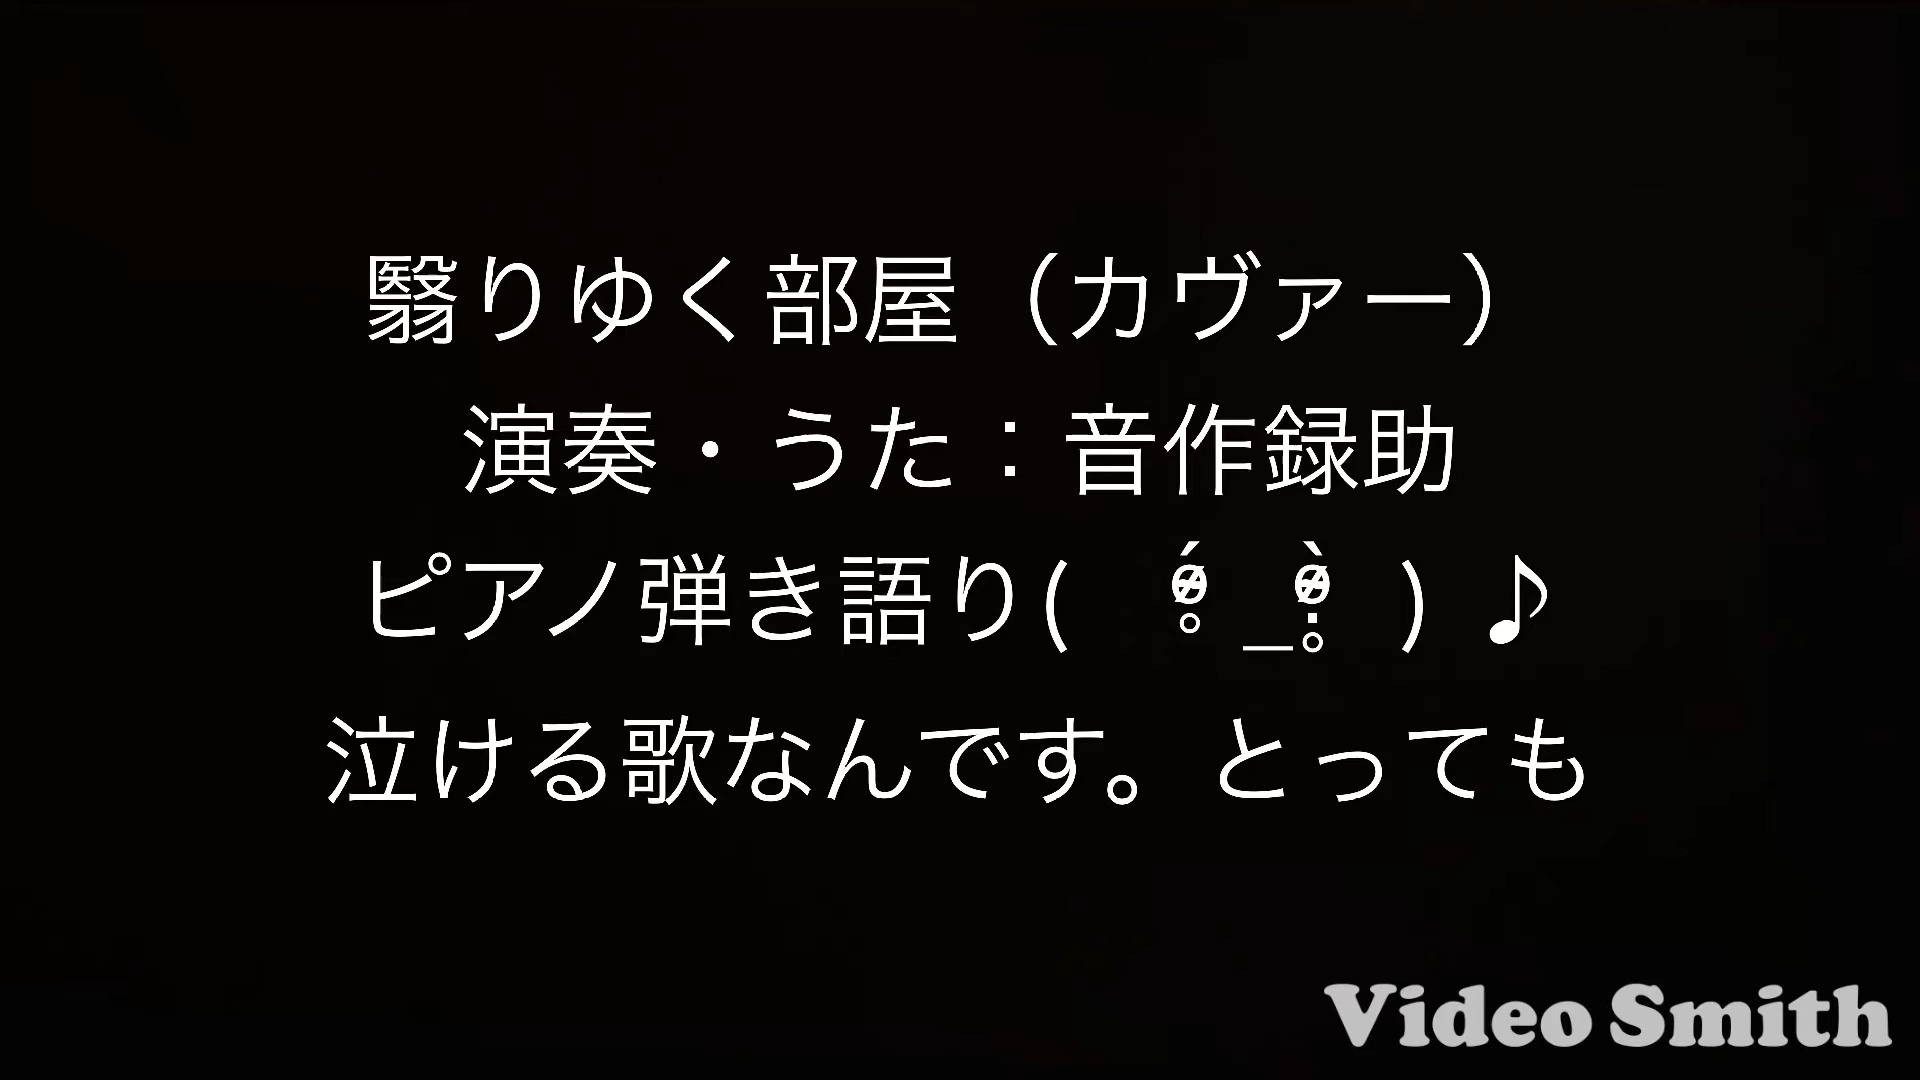 翳りゆく部屋（カヴァー）
演奏・うた：音作録助
ピアノ弾き語り( ᵒ̴̶̷̥́ _ᵒ̴̶̷̣̥̀ ) ♪
泣ける歌なんです。とっても
Video Smith